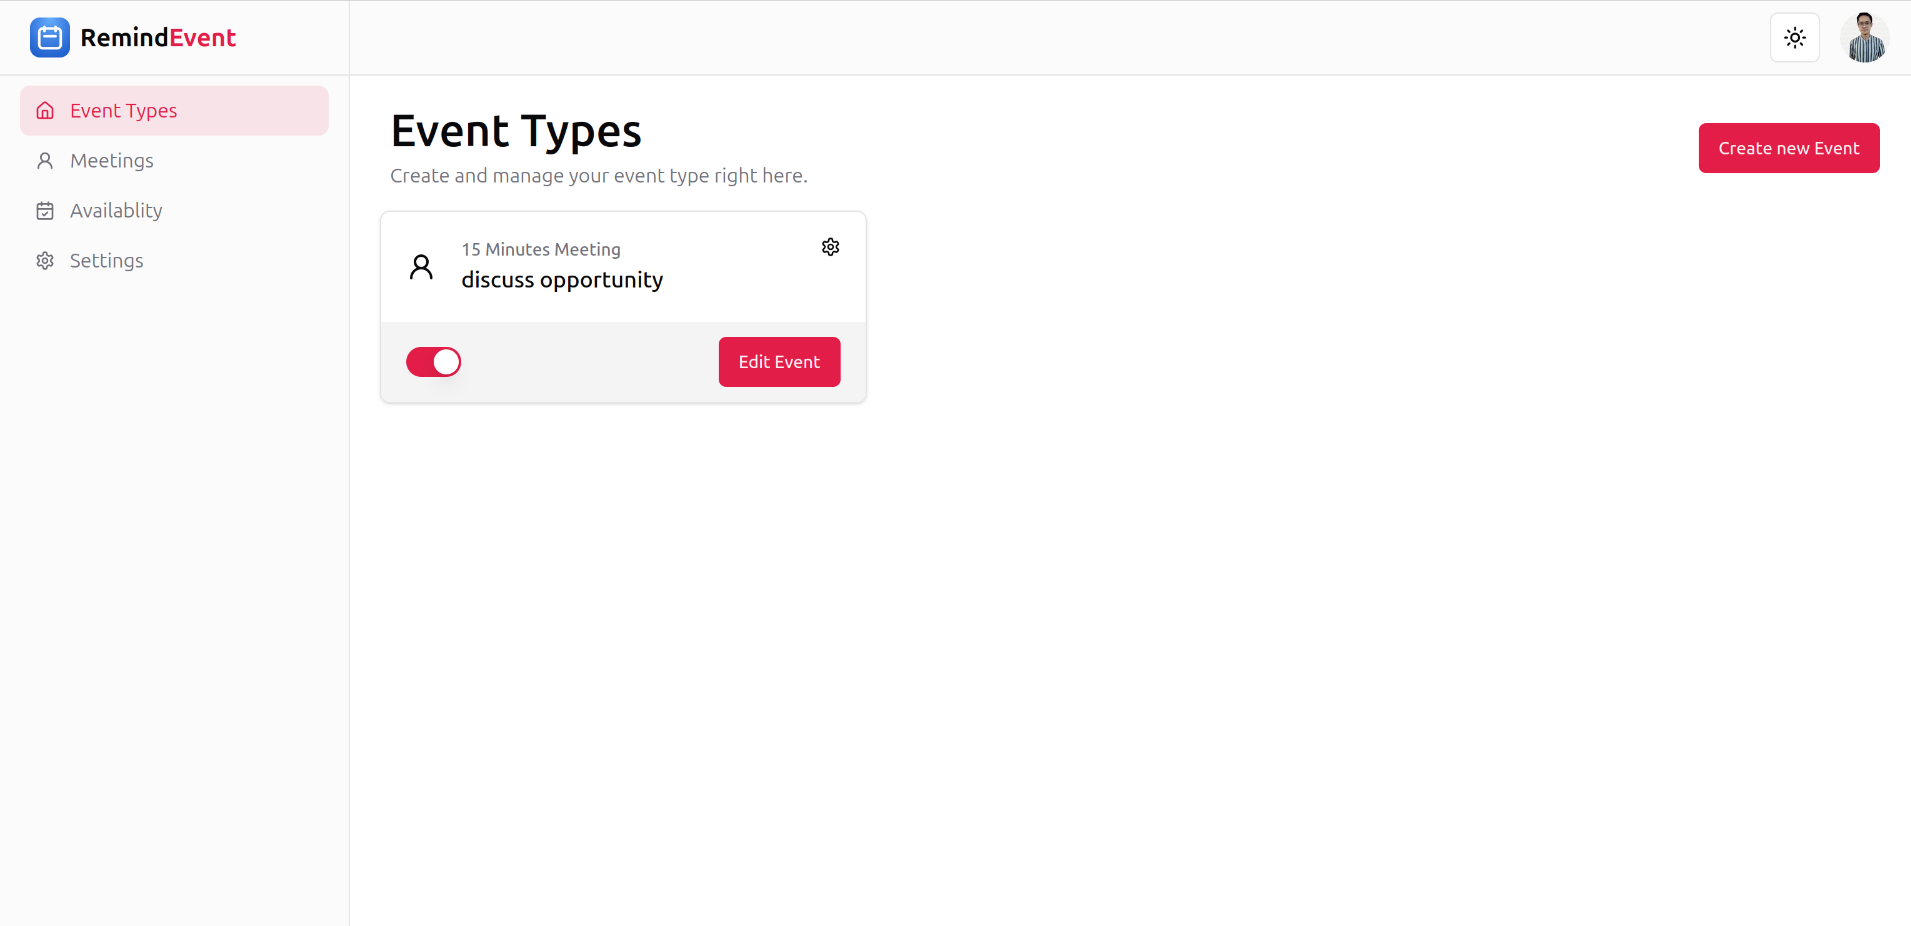 RemindEvent
Event Types
Meetings
Availablity
Settings
Event Types
Create and manage your event type right here.
Create new Event
15 Minutes Meeting
discuss opportunity
Edit Event